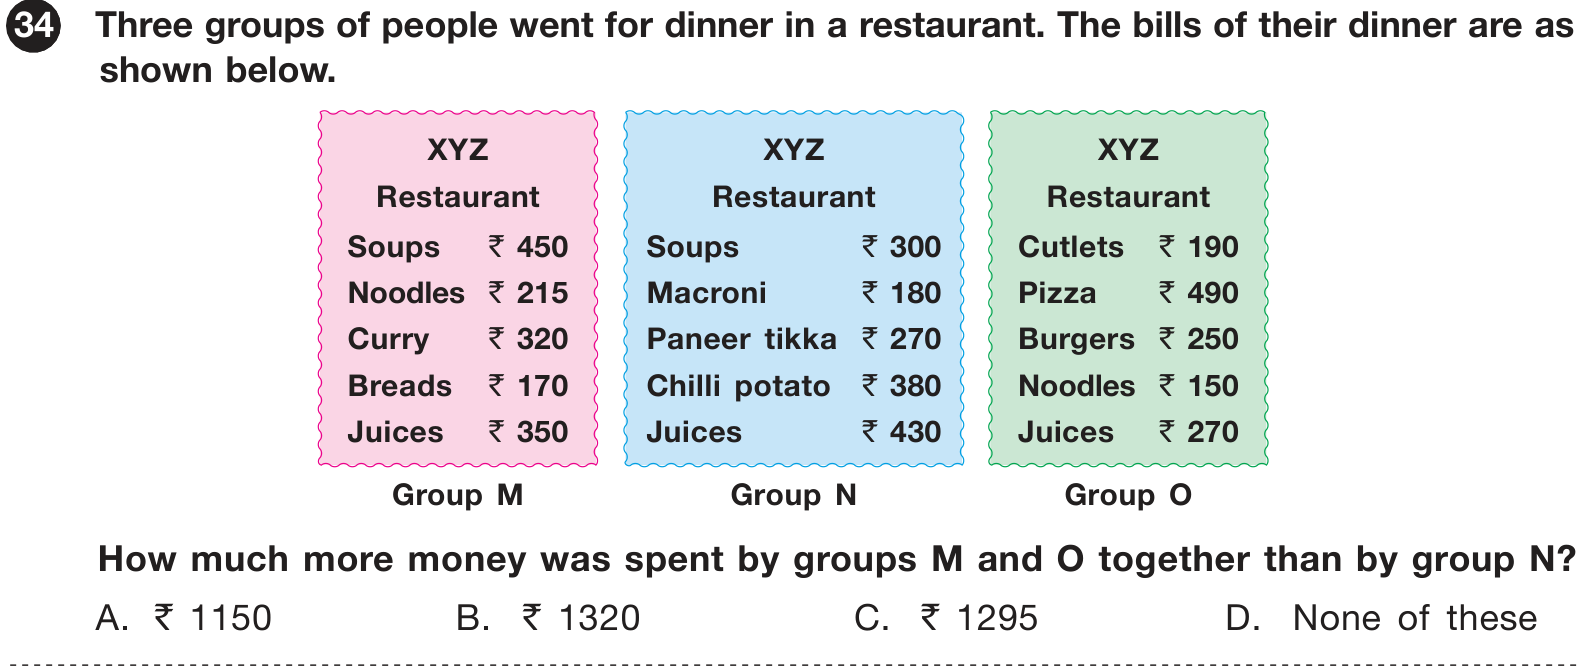 34 Three groups of people went for dinner in a restaurant. The bills of their dinner are as
shown below.
XYZ
Restaurant
Soups ₹ 450
Noodles ₹ 215
Curry ₹ 320
Breads ₹ 170
Juices ₹ 350
Group M
XYZ
Restaurant
Soups ₹ 300
Macroni ₹ 180
Paneer tikka ₹ 270
Chilli potato ₹ 380
Juices ₹ 430
Group N
XYZ
Restaurant
Cutlets ₹ 190
Pizza ₹ 490
Burgers ₹ 250
Noodles ₹ 150
Juices ₹ 270
Group O
How much more money was spent by groups M and O together than by group N?
A. ₹ 1150 B. ₹ 1320 C. ₹ 1295 D. None of these